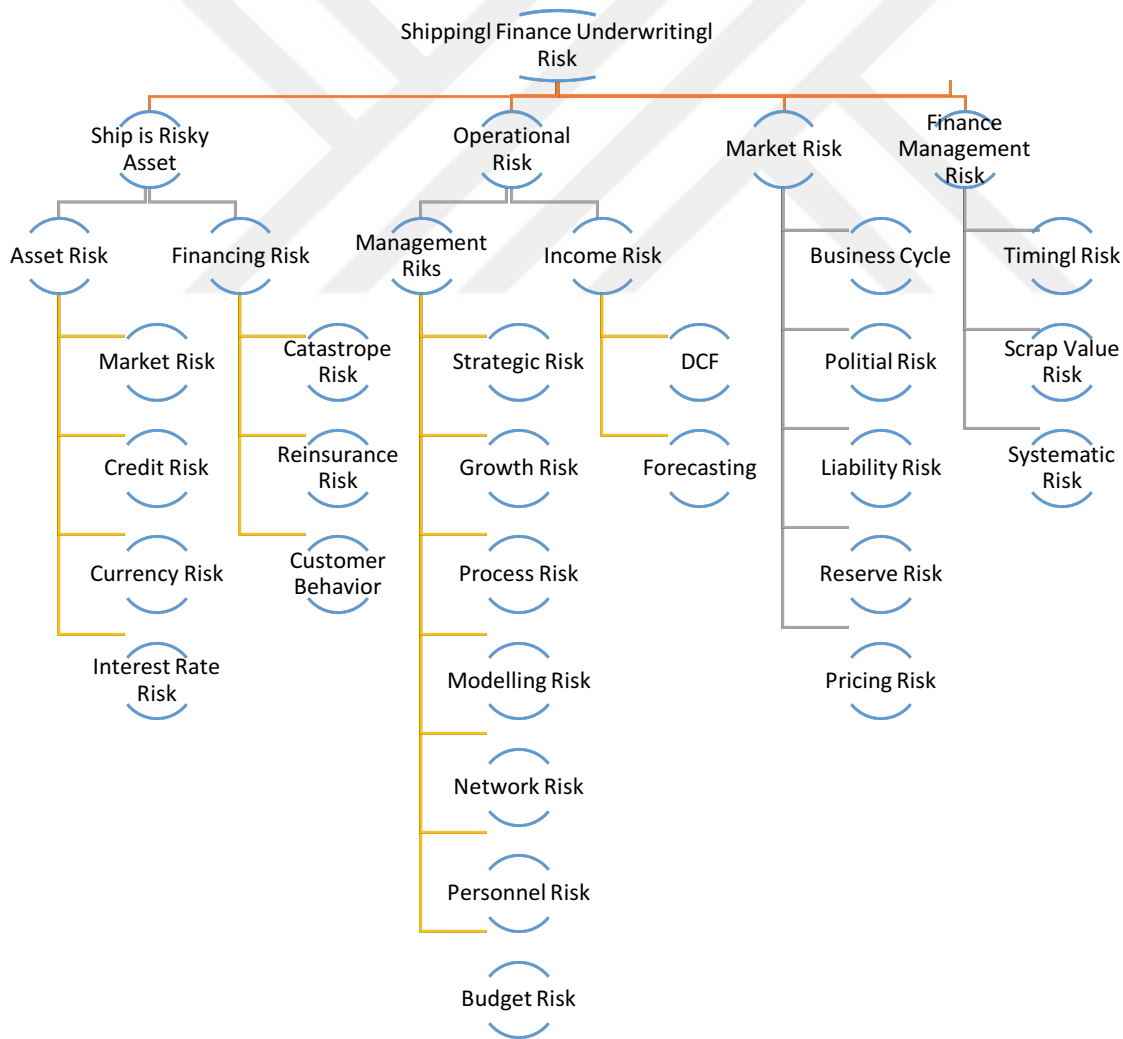 Shippingl Finance Underwritingl
Risk
Ship is Risky
Asset
Operational
Risk
Market Risk
Finance
Management
Risk
Asset Risk
Financing Risk
Management
Riks
Income Risk
Business Cycle
Timingl Risk
Market Risk
Catastrope
Risk
Strategic Risk
DCF
Politial Risk
Scrap Value
Risk
Credit Risk
Reinsurance
Risk
Growth Risk
Forecasting
Liability Risk
Systematic
Risk
Currency Risk
Customer
Behavior
Process Risk
Reserve Risk
Interest Rate
Risk
Modelling Risk
Pricing Risk
Network Risk
Personnel Risk
Budget Risk